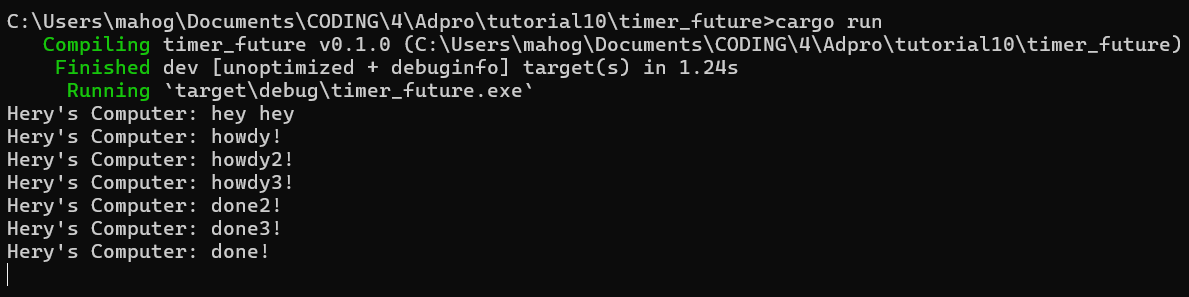 C:\Users\mahog\Documents\CODING\4\Adpro\tutorial10\timer_future>cargo run
   Compiling timer_future v0.1.0 (C:\Users\mahog\Documents\CODING\4\Adpro\tutorial10\timer_future)
    Finished dev [unoptimized + debuginfo] target(s) in 1.24s
     Running `target\debug\timer_future.exe`
Hery's Computer: hey hey
Hery's Computer: howdy!
Hery's Computer: howdy2!
Hery's Computer: howdy3!
Hery's Computer: done2!
Hery's Computer: done3!
Hery's Computer: done!